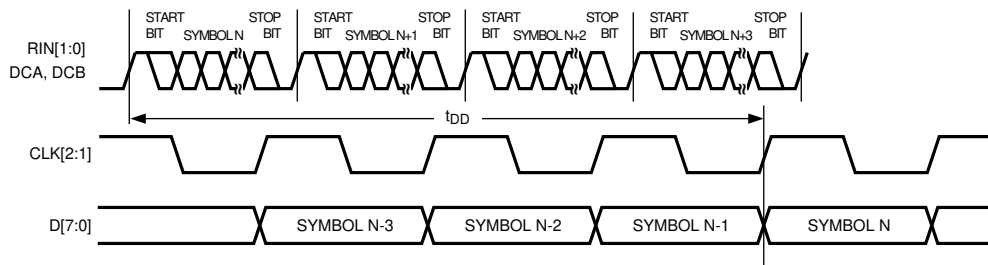 START BIT SYMBOL N STOP BIT
START BIT SYMBOL N+1 STOP BIT
START BIT SYMBOL N+2 STOP BIT
START BIT SYMBOL N+3 STOP BIT
RIN[1:0]
DCA, DCB
tDD
CLK[2:1]
D[7:0]
SYMBOL N-3
SYMBOL N-2
SYMBOL N-1
SYMBOL N